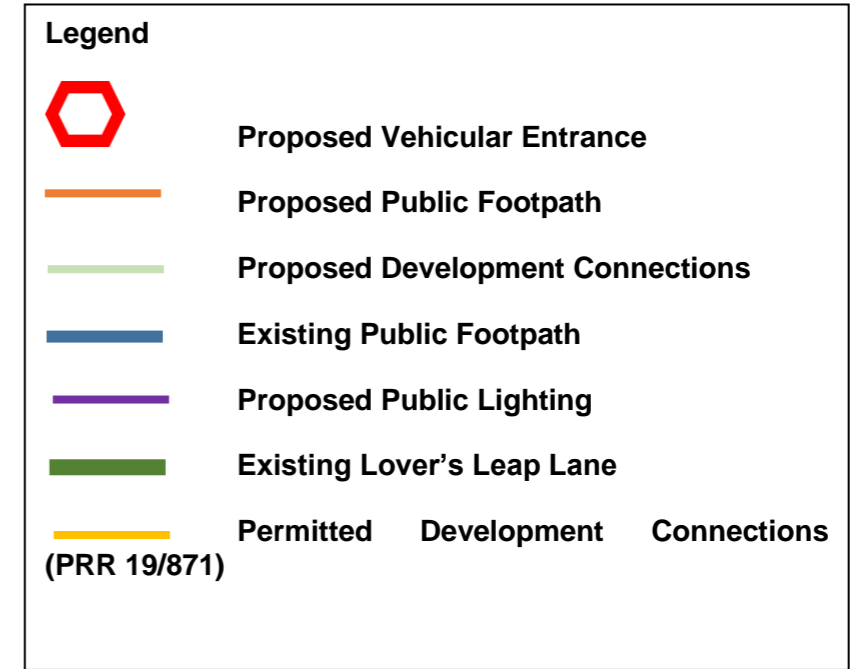 Legend
Proposed Vehicular Entrance
Proposed Public Footpath
Proposed Development Connections
Existing Public Footpath
Proposed Public Lighting
Existing Lover's Leap Lane
Permitted Development Connections
(PRR 19/871)